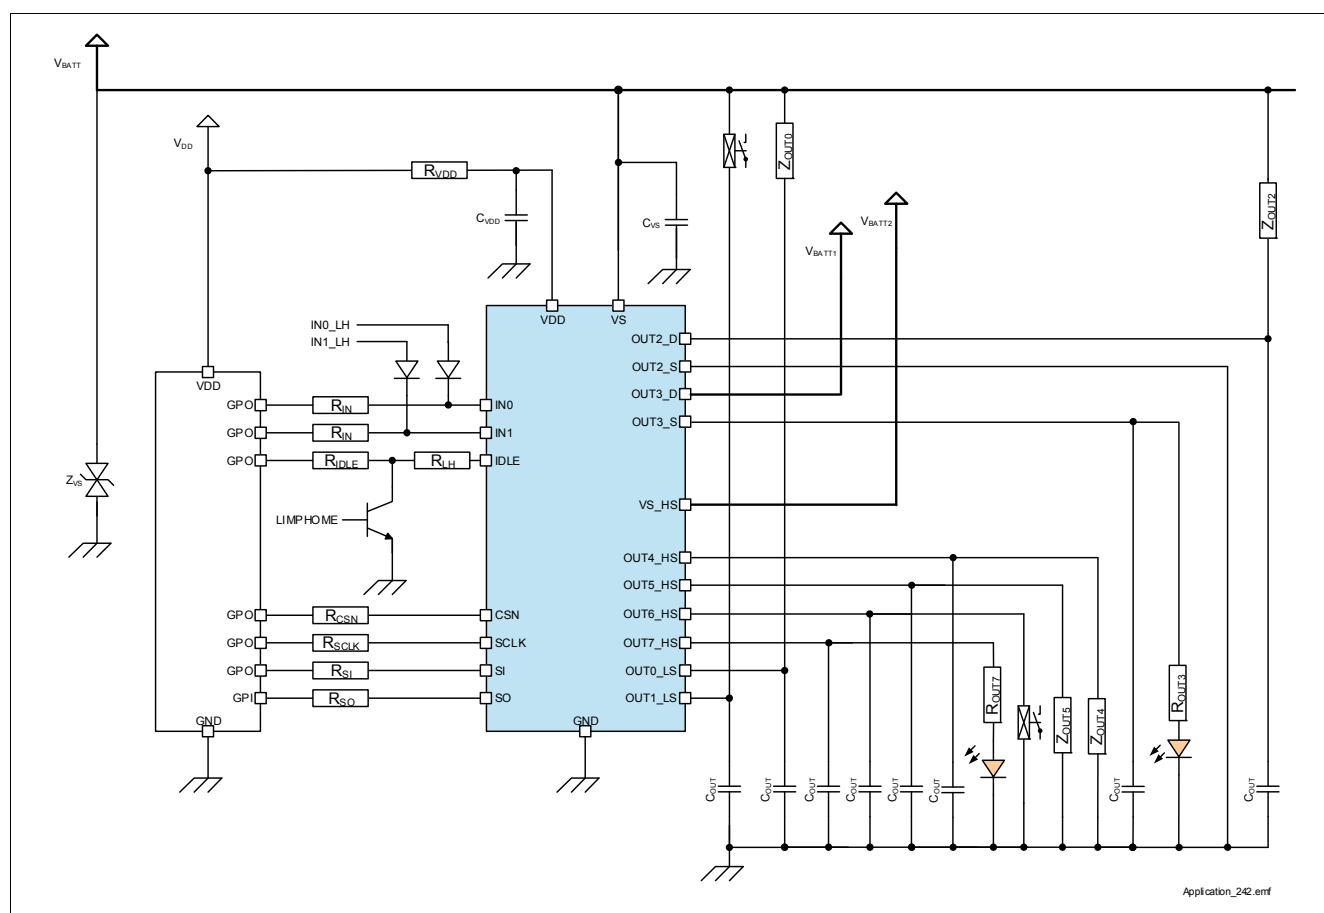 VBATT
VDD
RVDD
CVDD
CVS
ZOUT0
ZOUT2
VBATT2
VBATT1
VDD
VS
IN0_LH
IN1_LH
OUT2_D
OUT2_S
OUT3_D
OUT3_S
VDD
GPO
RIN
IN0
GPO
RIN
IN1
GPO
RIDLE
RLH
IDLE
ZVS
VS_HS
LIMPHOME
OUT4_HS
OUT5_HS
OUT6_HS
OUT7_HS
OUT0_LS
OUT1_LS
GPO
RCSN
CSN
GPO
RSCLK
SCLK
GPO
RSI
SI
GPI
RSO
SO
GND
GND
ROUT7
ZOUT5
ZOUT4
ROUT3
COUT
COUT
COUT
COUT
COUT
COUT
COUT
COUT
Application_242.emf